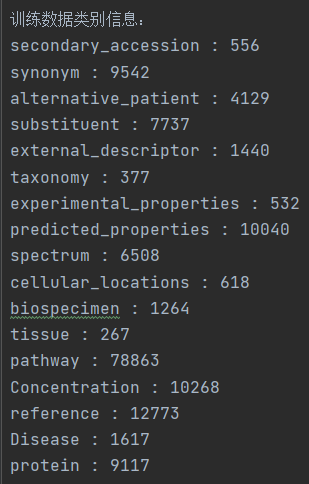 训练数据类别信息：
secondary_accession : 556
synonym : 9542
alternative_patient : 4129
substituent : 7737
external_descriptor : 1440
taxonomy : 377
experimental_properties : 532
predicted_properties : 10040
spectrum : 6508
cellular_locations : 618
biospecimen : 1264
tissue : 267
pathway : 78863
Concentration : 10268
reference : 12773
Disease : 1617
protein : 9117